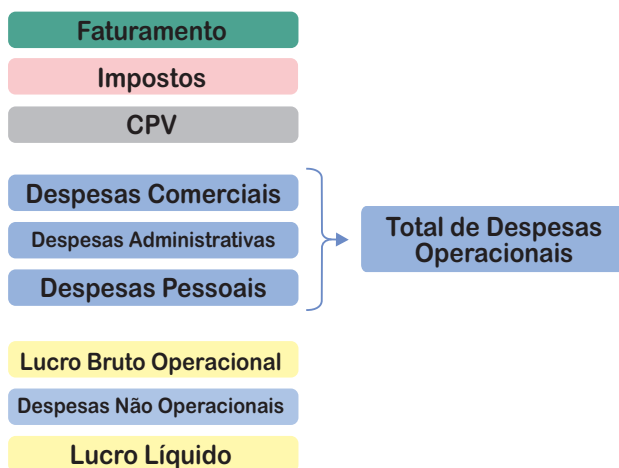 Faturamento
Impostos
CPV
Despesas Comerciais
Despesas Administrativas
Despesas Pessoais
Total de Despesas
Operacionais
Lucro Bruto Operacional
Despesas Não Operacionais
Lucro Líquido